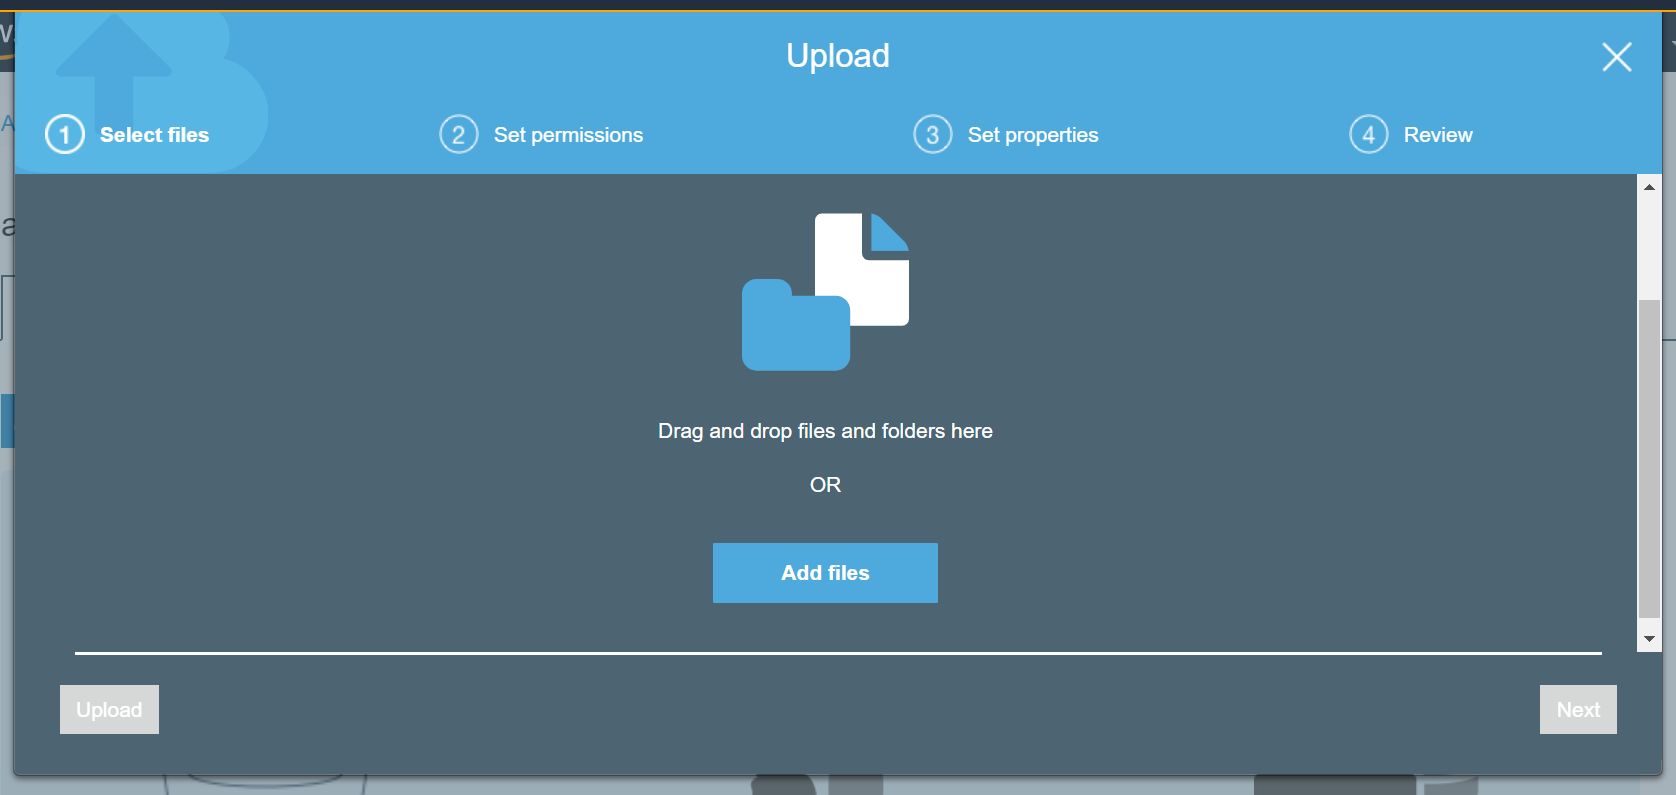 Upload
1 Select files
2 Set permissions
3 Set properties
4 Review
Drag and drop files and folders here
OR
Add files
Upload
Next